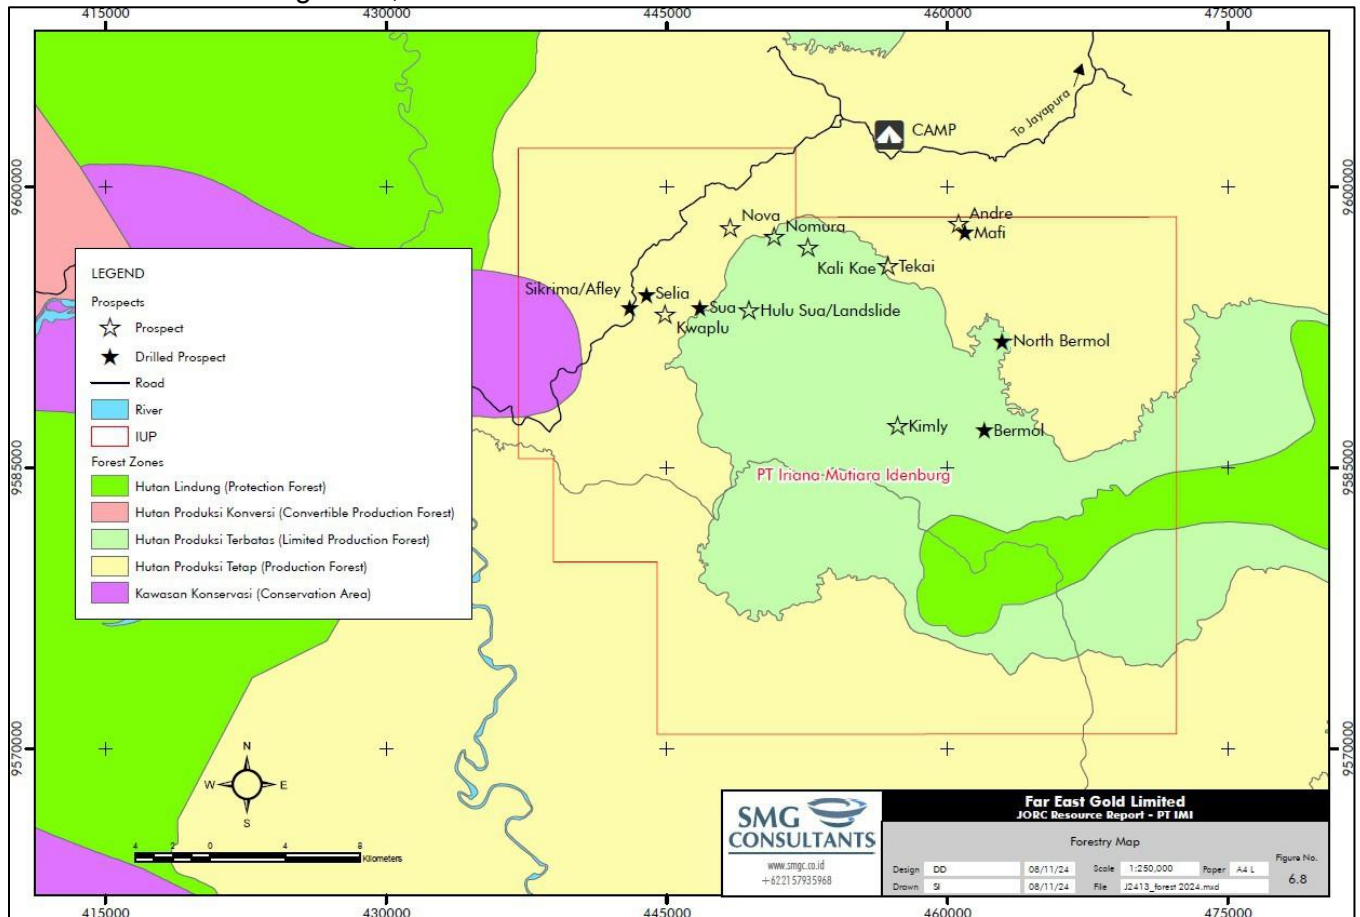 415000
430000
445000
460000
475000
9600000
9600000
To Jayapura
CAMP
Andre
Mafi
Nova
Nomura
Kali Kae
Tekai
Sikrima/Afley
Selia
Kwaplu
Sua
Hulu Sua/Landslide
North Bermol
Kimly
Bermol
9585000
9585000
PT Iriana-Mutiara Idenburg
LEGEND
Prospects
Prospect
Drilled Prospect
Road
River
IUP
Forest Zones
Hutan Lindung (Protection Forest)
Hutan Produksi Konversi (Convertible Production Forest)
Hutan Produksi Terbatas (Limited Production Forest)
Hutan Produksi Tetap (Production Forest)
Kawasan Konservasi (Conservation Area)
9570000
9570000
N
W E
S
4 2 0 4 8
Kilometers
SMG
CONSULTANTS
www.smgc.co.id
+622157935968
Far East Gold Limited
JORC Resource Report - PT IMI
Forestry Map
Design DD 08/11/24 Scale 1:250,000 Paper A4 L
Drawn SI 08/11/24 File J2413_forest 2024.mxd
Figure No.
6.8
415000
430000
445000
460000
475000